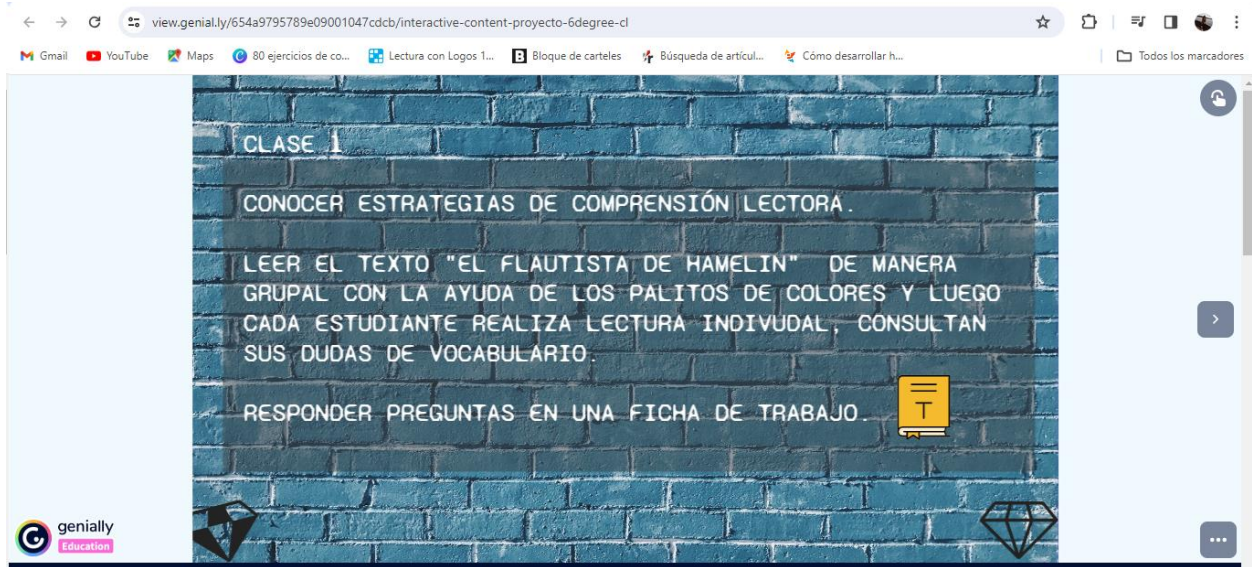 view.genial.ly/654a9795789e09001047cdcb/interactive-content-proyecto-6degree-cl
Gmail
YouTube
Maps
80 ejercicios de co...
Lectura con Logos 1...
Bloque de carteles
Búsqueda de artícul...
Cómo desarrollar h...
Todos los marcadores
CLASE 1
CONOCER ESTRATEGIAS DE COMPRENSIÓN LECTORA.
LEER EL TEXTO "EL FLAUTISTA DE HAMELIN" DE MANERA
GRUPAL CON LA AYUDA DE LOS PALITOS DE COLORES Y LUEGO
CADA ESTUDIANTE REALIZA LECTURA INDIVUDAL, CONSULTAN
SUS DUDAS DE VOCABULARIO.
RESPONDER PREGUNTAS EN UNA FICHA DE TRABAJO.
T
genially
Education